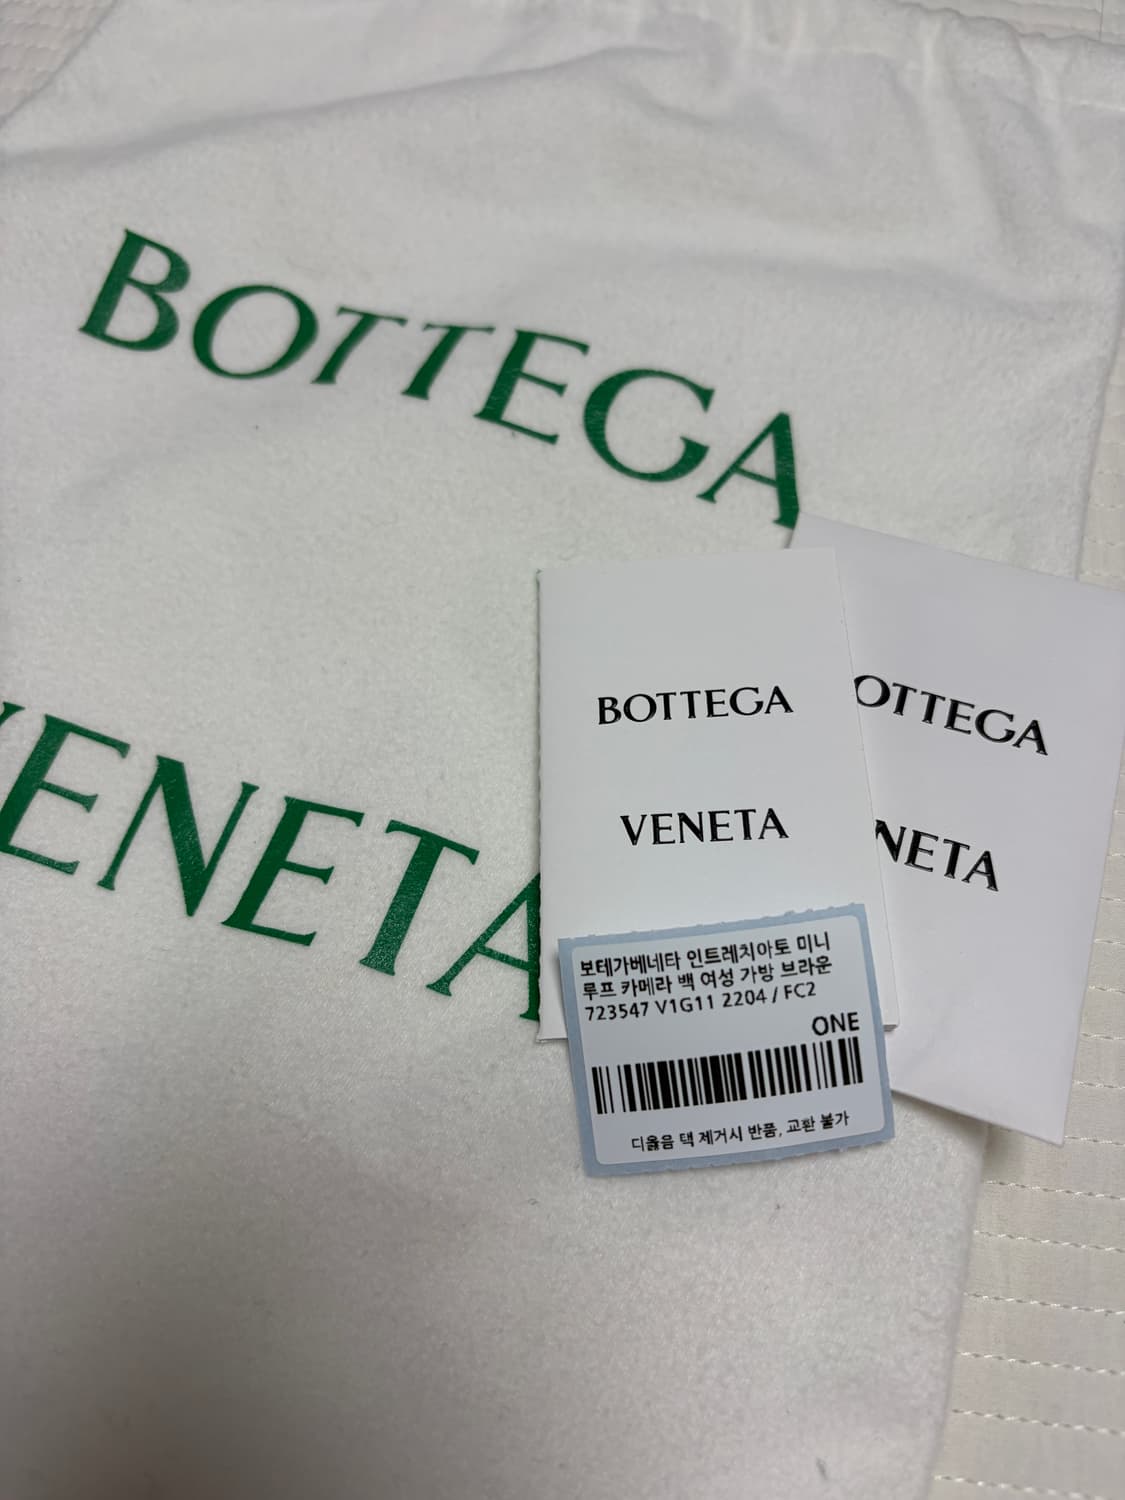 BOTTEGA
VENETA
BOTTEGA
VENETA
OTTEGA
NETA
보테가베네타 인트레치아토 미니
루프 카메라 백 여성 가방 브라운
723547 V1G11 2204 / FC2
ONE
디옳음 택 제거시 반품, 교환 불가